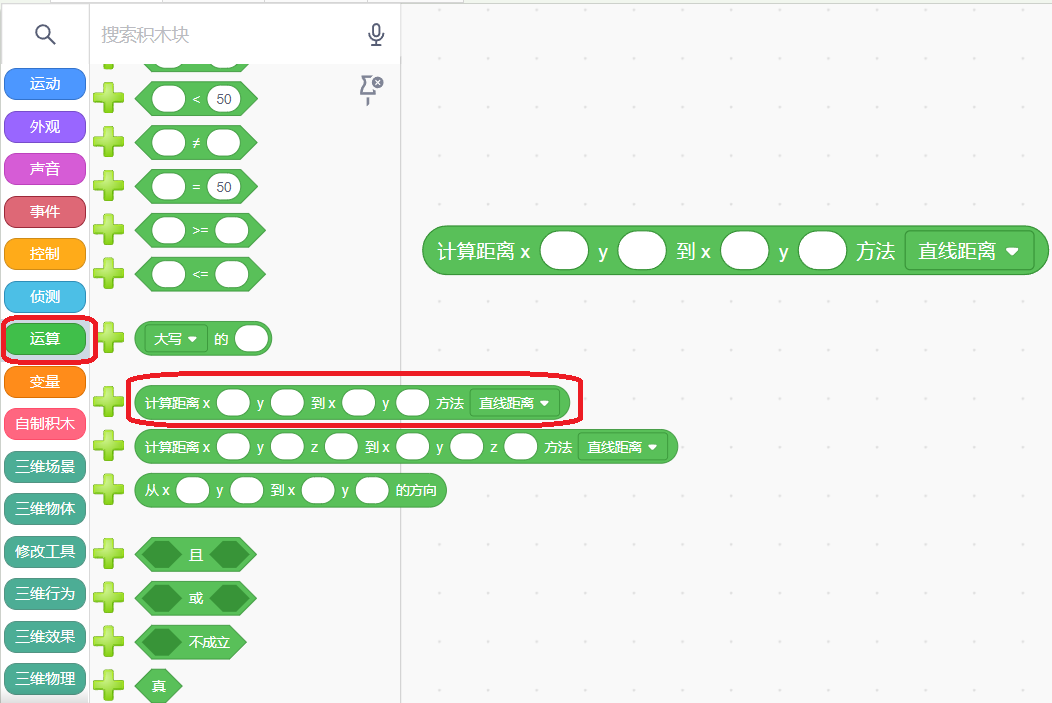 搜索积木块
运动
外观
声音
事件
控制
侦测
运算
变量
自制积木
三维场景
三维物体
修改工具
三维行为
三维效果
三维物理
< 50
≠
= 50
>=
<=
大写 的
计算距离 x y 到 x y 方法 直线距离
计算距离 x y z 到 x y z 方法 直线距离
从 x y 到 x y 的方向
且
或
不成立
真
计算距离 x y 到 x y 方法 直线距离